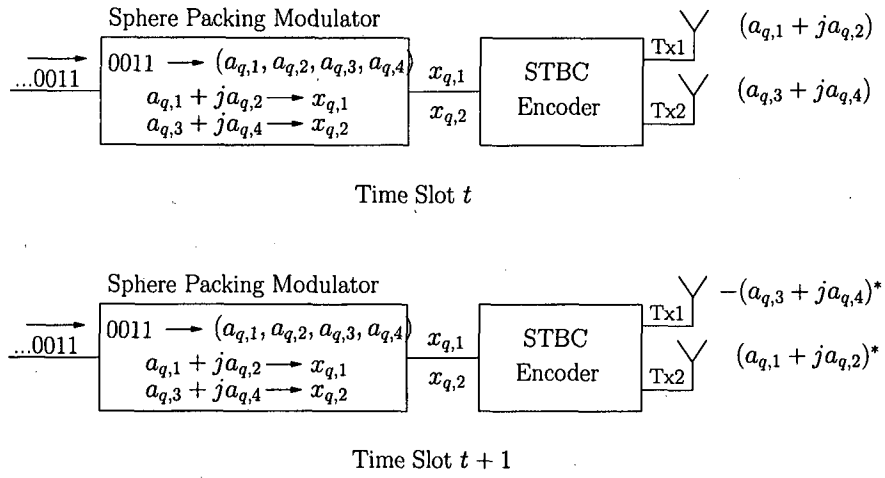 Sphere Packing Modulator
...0011
0011 → (a_{q,1}, a_{q,2}, a_{q,3}, a_{q,4})
a_{q,1} + ja_{q,2} → x_{q,1}
a_{q,3} + ja_{q,4} → x_{q,2}
x_{q,1}
x_{q,2}
STBC
Encoder
Tx1
(a_{q,1} + ja_{q,2})
Tx2
(a_{q,3} + ja_{q,4})
Time Slot t
Sphere Packing Modulator
...0011
0011 → (a_{q,1}, a_{q,2}, a_{q,3}, a_{q,4})
a_{q,1} + ja_{q,2} → x_{q,1}
a_{q,3} + ja_{q,4} → x_{q,2}
x_{q,1}
x_{q,2}
STBC
Encoder
Tx1
-(a_{q,3} + ja_{q,4})*
Tx2
(a_{q,1} + ja_{q,2})*
Time Slot t + 1